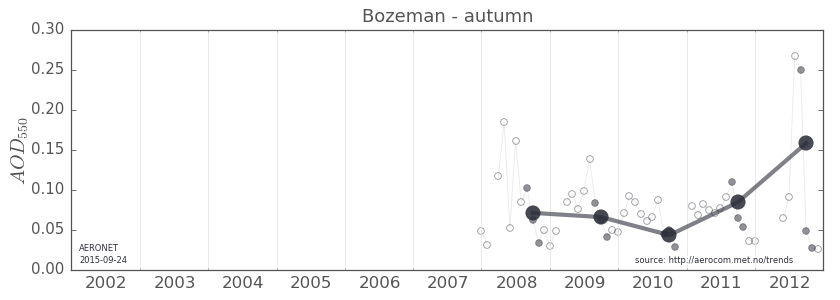 Bozeman - autumn
0.30
0.25
0.20
0.15
0.10
0.05
0.00
AOD550
AERONET
2015-09-24
source: http://aerocom.met.no/trends
2002 2003 2004 2005 2006 2007 2008 2009 2010 2011 2012